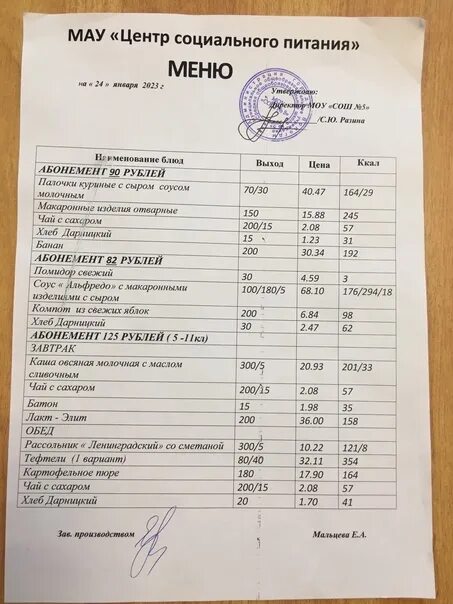 МАУ «Центр социального питания»
МЕНЮ
на « 24 » января 2023 г
Утверждаю:
Директор МОУ «СОШ №5»
/С.Ю. Разина
Наименование блюд Выход Цена Ккал
АБОНЕМЕНТ 90 РУБЛЕЙ
Палочки куриные с сыром соусом молочным 70/30 40.47 164/29
Макаронные изделия отварные 150 15.88 245
Чай с сахаром 200/15 2.08 57
Хлеб Дарницкий 15 1.23 31
Банан 200 30.34 192
АБОНЕМЕНТ 82 РУБЛЕЙ
Помидор свежий 30 4.59 3
Соус « Альфредо» с макаронными изделиями с сыром 100/180/5 68.10 176/294/18
Компот из свежих яблок 200 6.84 98
Хлеб Дарницкий 30 2.47 62
АБОНЕМЕНТ 125 РУБЛЕЙ ( 5 -11кл)
ЗАВТРАК
Каша овсяная молочная с маслом сливочным 300/5 20.93 201/33
Чай с сахаром 200/15 2.08 57
Батон 15 1.98 35
Лакт - Элит 200 36.00 158
ОБЕД
Рассольник « Ленинградский» со сметаной 300/5 10.22 121/8
Тефтели (1 вариант) 80/40 32.11 354
Картофельное пюре 180 17.90 164
Чай с сахаром 200/15 2.08 57
Хлеб Дарницкий 20 1.70 41
Зав. производством Мальцева Е.А.